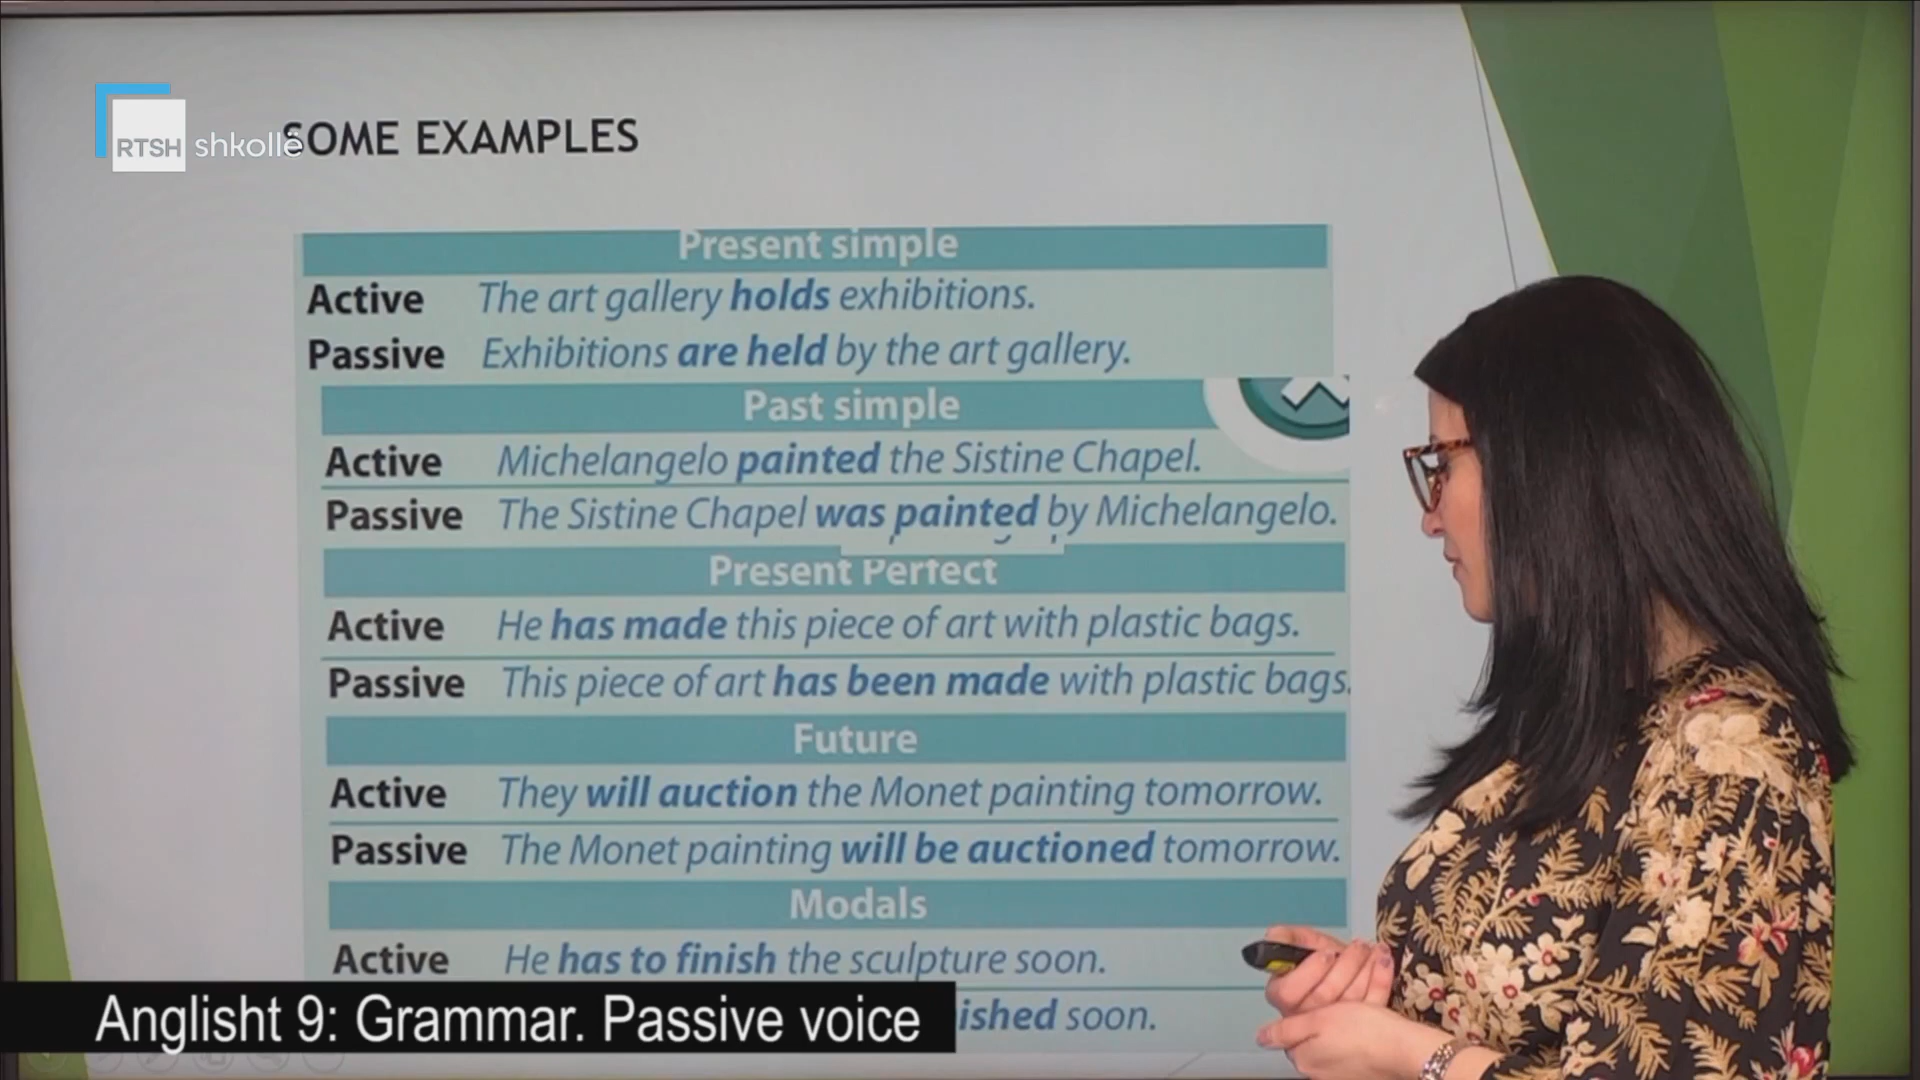 RTSH shkollë
SOME EXAMPLES
Present simple
Active The art gallery holds exhibitions.
Passive Exhibitions are held by the art gallery.
Past simple
Active Michelangelo painted the Sistine Chapel.
Passive The Sistine Chapel was painted by Michelangelo.
Present Perfect
Active He has made this piece of art with plastic bags.
Passive This piece of art has been made with plastic bags.
Future
Active They will auction the Monet painting tomorrow.
Passive The Monet painting will be auctioned tomorrow.
Modals
Active He has to finish the sculpture soon.
ished soon.
Anglisht 9: Grammar. Passive voice